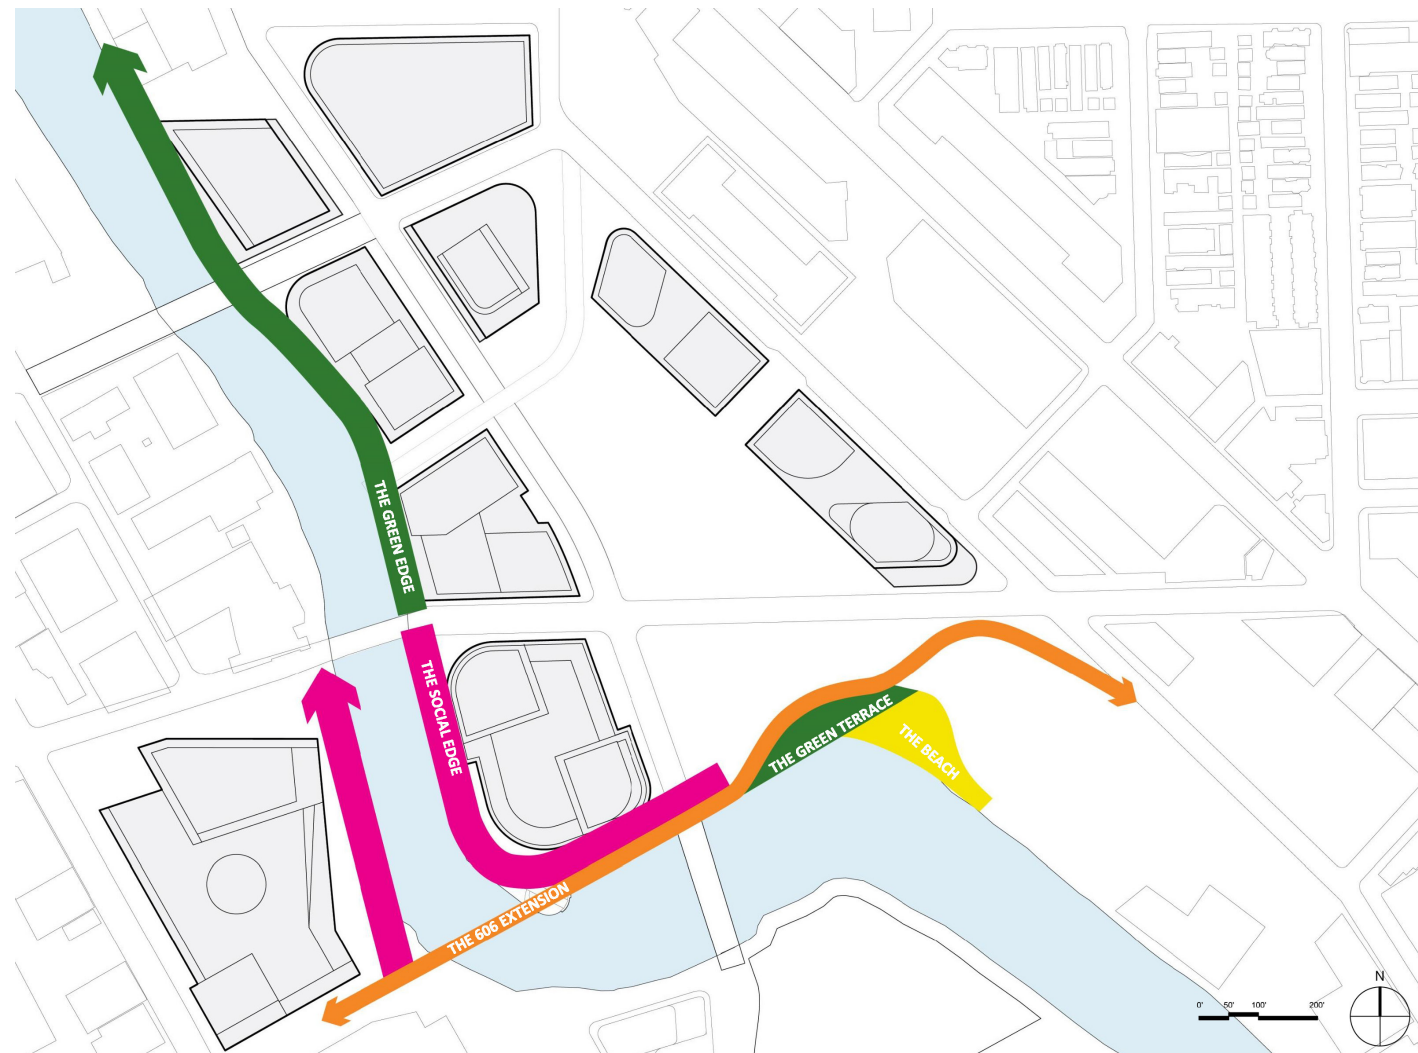 THE GREEN EDGE
THE SOCIAL EDGE
THE GREEN TERRACE
THE BEACH
THE 606 EXTENSION
N
0' 50' 100' 200'